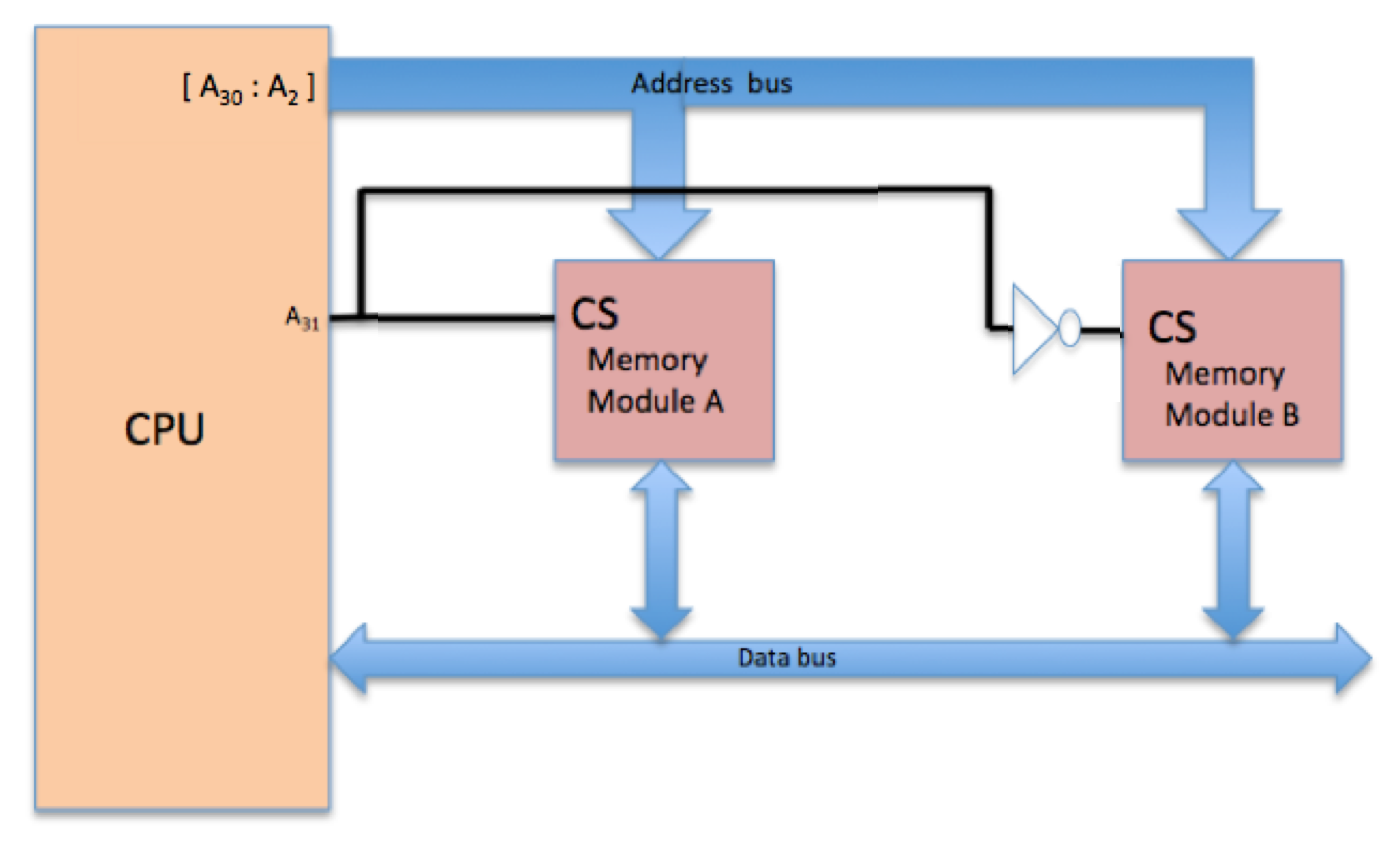 [ A30 : A2 ]
Address bus
A31
CPU
CS
Memory
Module A
CS
Memory
Module B
Data bus